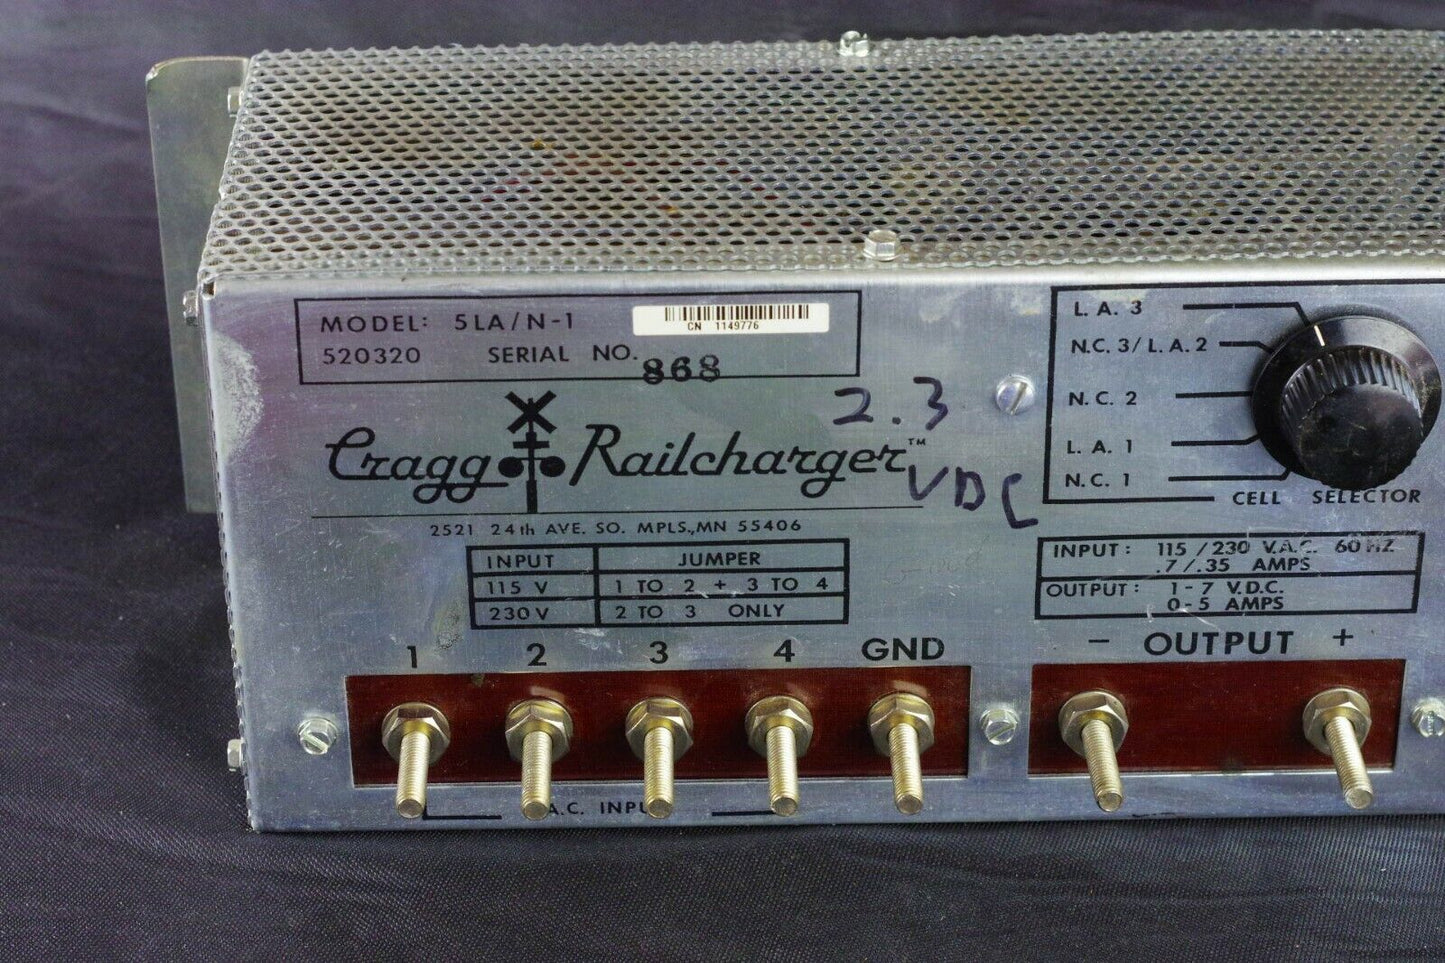 MODEL: 5LA/N-1
CN 1149776
520320 SERIAL NO. 868
Cragg Railcharger™
2521 24th AVE. SO. MPLS.,MN 55406
2.3
VDC
INPUT JUMPER
115 V 1 TO 2 + 3 TO 4
230 V 2 TO 3 ONLY
1 2 3 4 GND
A.C. INPU
L.A. 3
N.C. 3/L.A. 2
N.C. 2
L.A. 1
N.C. 1
CELL SELECTOR
INPUT: 115/230 V.A.C. 60 HZ
.7/.35 AMPS
OUTPUT: 1-7 V.D.C.
0-5 AMPS
- OUTPUT +